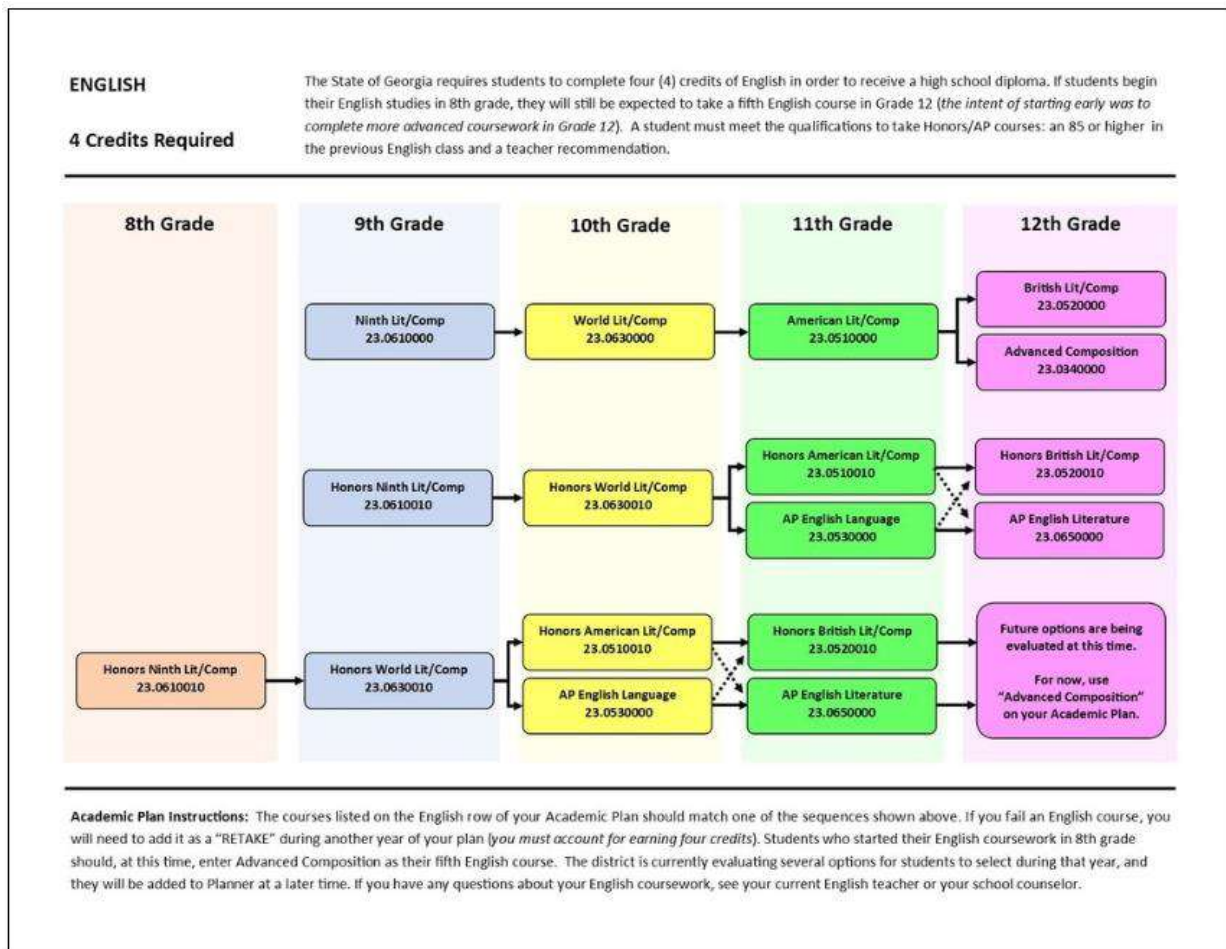 ENGLISH
4 Credits Required
The State of Georgia requires students to complete four (4) credits of English in order to receive a high school diploma. If students begin
their English studies in 8th grade, they will still be expected to take a fifth English course in Grade 12 (the intent of starting early was to
complete more advanced coursework in Grade 12). A student must meet the qualifications to take Honors/AP courses: an 85 or higher in
the previous English class and a teacher recommendation.
8th Grade
9th Grade
10th Grade
11th Grade
12th Grade
Ninth Lit/Comp
23.0610000
World Lit/Comp
23.0630000
American Lit/Comp
23.0510000
British Lit/Comp
23.0520000
Advanced Composition
23.0340000
Honors Ninth Lit/Comp
23.0610010
Honors World Lit/Comp
23.0630010
Honors American Lit/Comp
23.0510010
AP English Language
23.0530000
Honors British Lit/Comp
23.0520010
AP English Literature
23.0650000
Honors Ninth Lit/Comp
23.0610010
Honors World Lit/Comp
23.0630010
Honors American Lit/Comp
23.0510010
AP English Language
23.0530000
Honors British Lit/Comp
23.0520010
AP English Literature
23.0650000
Future options are being
evaluated at this time.
For now, use
“Advanced Composition”
on your Academic Plan.
Academic Plan Instructions: The courses listed on the English row of your Academic Plan should match one of the sequences shown above. If you fail an English course, you
will need to add it as a “RETAKE” during another year of your plan (you must account for earning four credits). Students who started their English coursework in 8th grade
should, at this time, enter Advanced Composition as their fifth English course. The district is currently evaluating several options for students to select during that year, and
they will be added to Planner at a later time. If you have any questions about your English coursework, see your current English teacher or your school counselor.